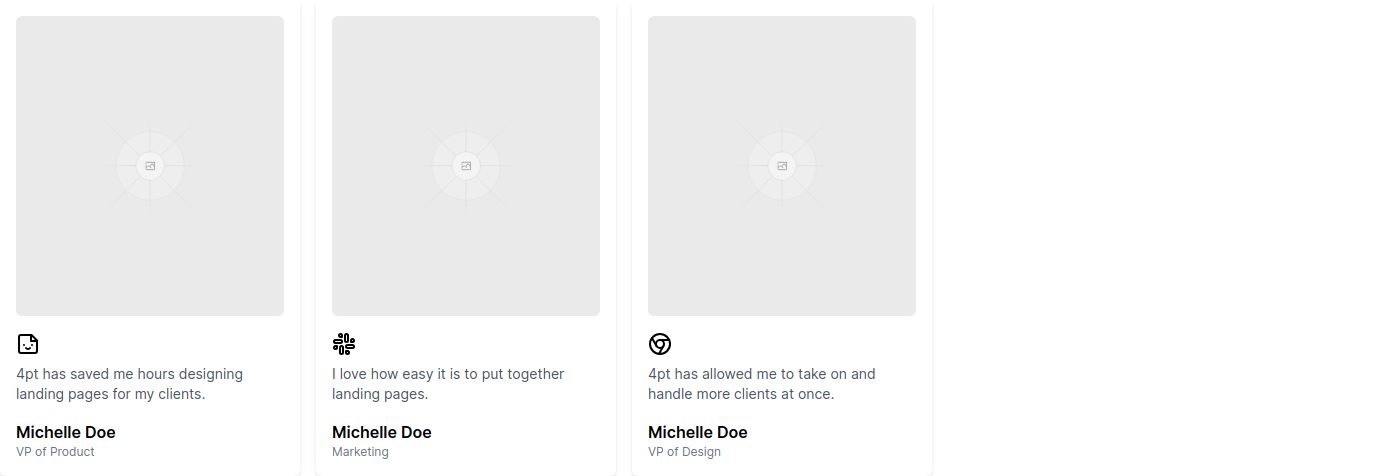 4pt has saved me hours designing
landing pages for my clients.
Michelle Doe
VP of Product
I love how easy it is to put together
landing pages.
Michelle Doe
Marketing
4pt has allowed me to take on and
handle more clients at once.
Michelle Doe
VP of Design